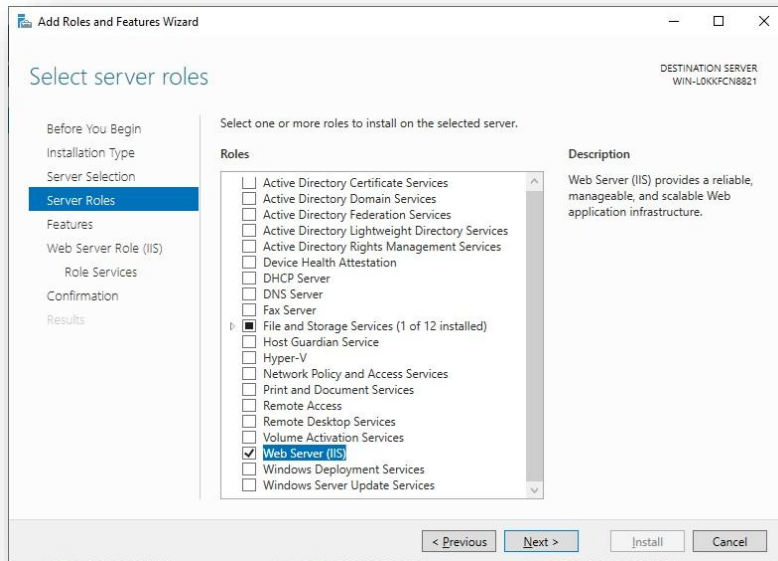 Add Roles and Features Wizard
Select server roles
DESTINATION SERVER
WIN-L0KKFCN8821
Before You Begin
Installation Type
Server Selection
Server Roles
Features
Web Server Role (IIS)
Role Services
Confirmation
Results
Select one or more roles to install on the selected server.
Roles
Active Directory Certificate Services
Active Directory Domain Services
Active Directory Federation Services
Active Directory Lightweight Directory Services
Active Directory Rights Management Services
Device Health Attestation
DHCP Server
DNS Server
Fax Server
File and Storage Services (1 of 12 installed)
Host Guardian Service
Hyper-V
Network Policy and Access Services
Print and Document Services
Remote Access
Remote Desktop Services
Volume Activation Services
Web Server (IIS)
Windows Deployment Services
Windows Server Update Services
Description
Web Server (IIS) provides a reliable,
manageable, and scalable Web
application infrastructure.
< Previous
Next >
Install
Cancel